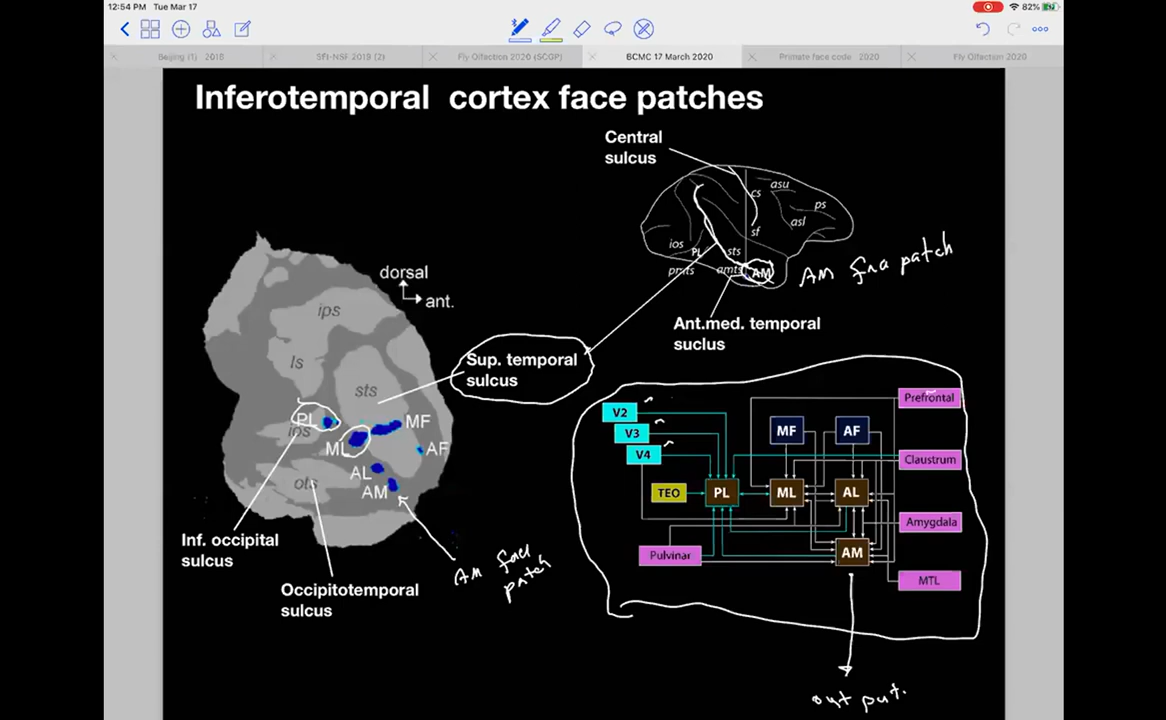 12:54 PM Tue Mar 17
82%
Beijing (1) 2018
SFI-NSF 2019 (2)
Fly Olfaction 2020 (SCGP)
BCMC 17 March 2020
Primate face code 2020
Fly Olfaction 2020
Inferotemporal cortex face patches
Central
sulcus
cs
asu
ps
asl
sf
ios
PL
sts
pmts
amts
AM
AM face patch
Ant.med. temporal
suclus
dorsal
ant.
ips
ls
sts
Sup. temporal
sulcus
PL
ios
ML
MF
AF
AL
AM
ots
Inf. occipital
sulcus
Occipitotemporal
sulcus
AM face
patch
V2
V3
V4
TEO
PL
ML
AL
MF
AF
AM
Pulvinar
Prefrontal
Claustrum
Amygdala
MTL
output.